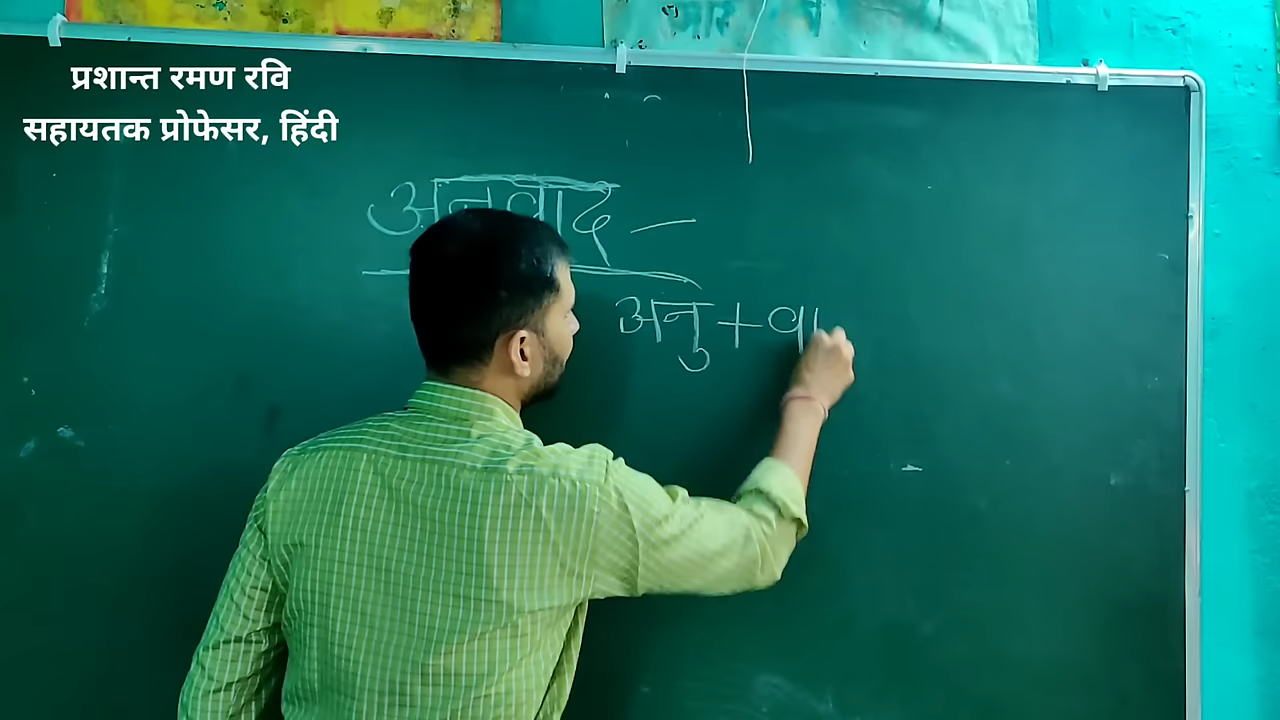 प्रशान्त रमण रवि
सहायतक प्रोफेसर, हिंदी
अनुवाद –
अनु + वा